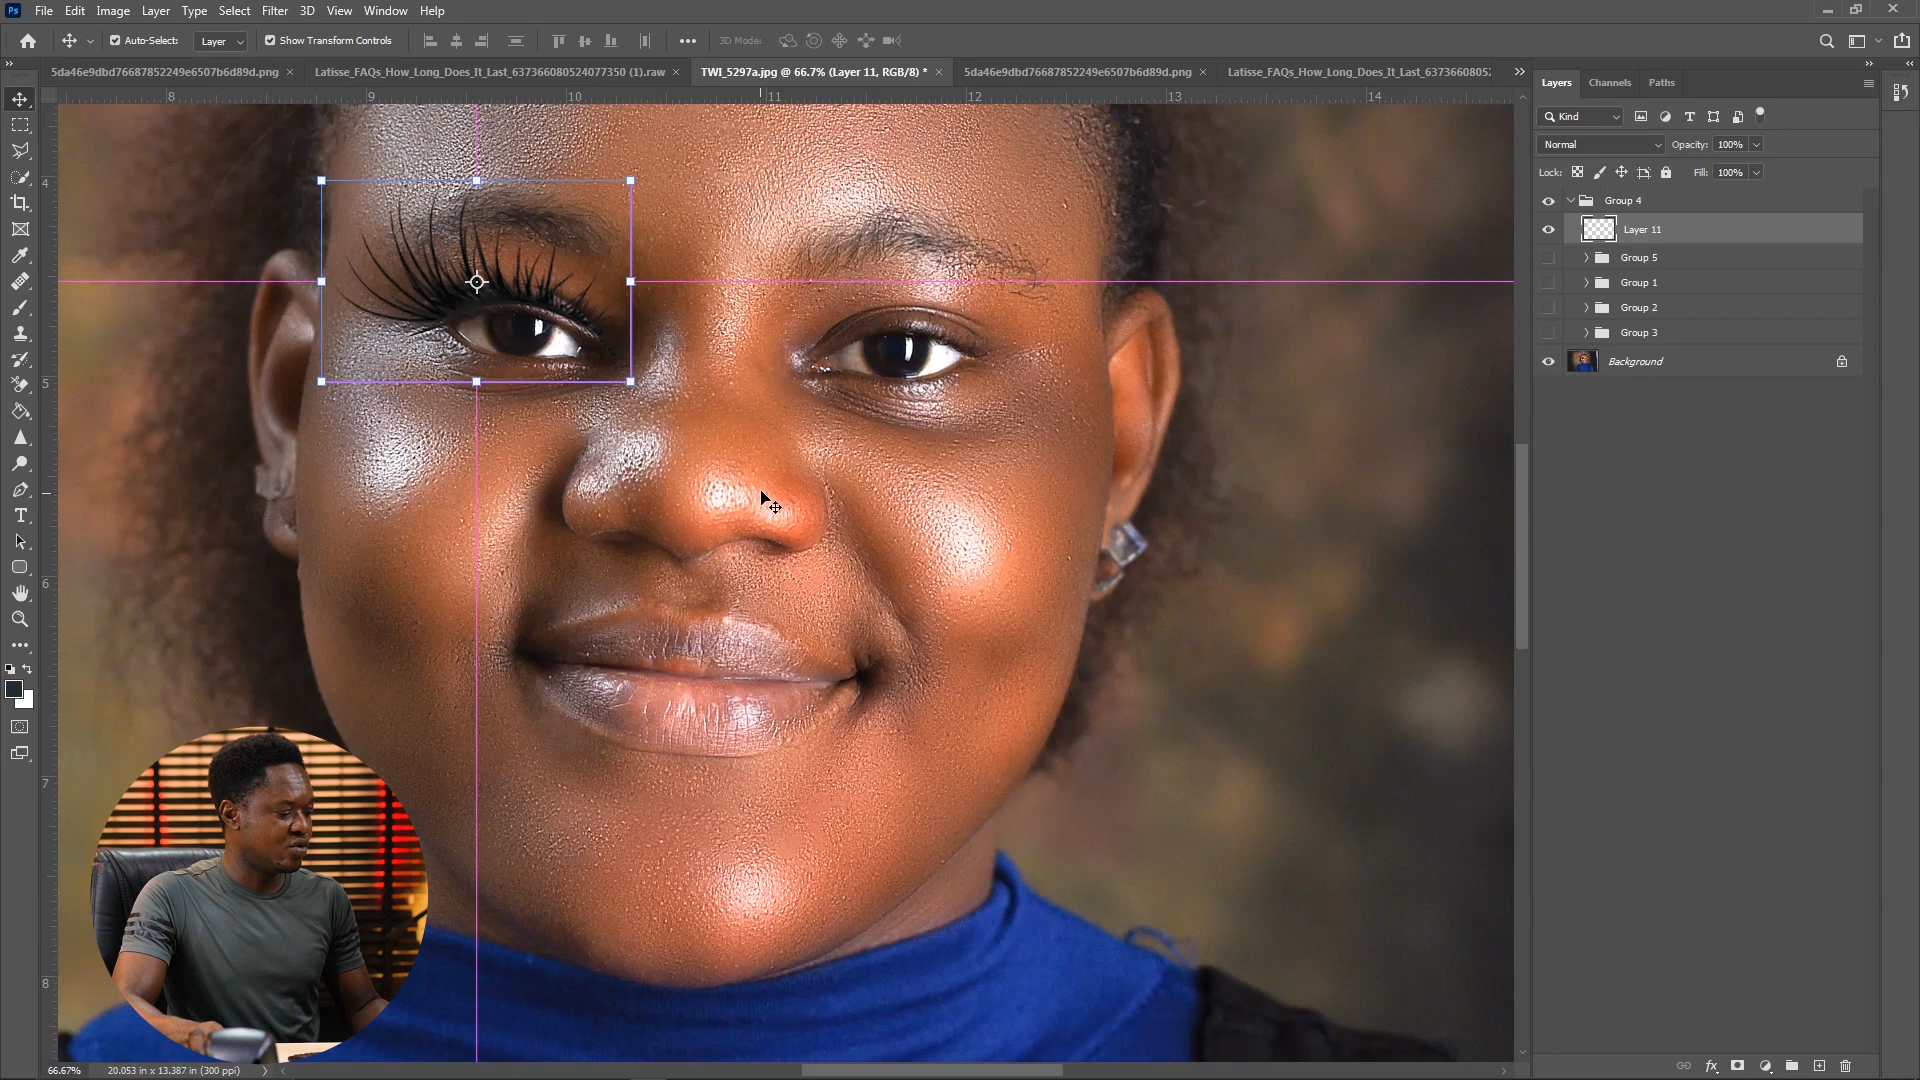 Ps File Edit Image Layer Type Select Filter 3D View Window Help
Auto-Select: Layer Show Transform Controls 3D Mode:
5da46e9dbd76687852249e6507b6d89d.png × Latisse_FAQs_How_Long_Does_It_Last_637366080524077350 (1).raw × TWI_5297a.jpg @ 66.7% (Layer 11, RGB/8) * × 5da46e9dbd76687852249e6507b6d89d.png × Latisse_FAQs_How_Long_Does_It_Last_6373660805
8 9 10 11 12 13 14
4
5
6
7
8
Layers Channels Paths
Kind
Normal Opacity: 100%
Lock: Fill: 100%
Group 4
Layer 11
Group 5
Group 1
Group 2
Group 3
Background
66.67% 20.053 in x 13.387 in (300 ppi)